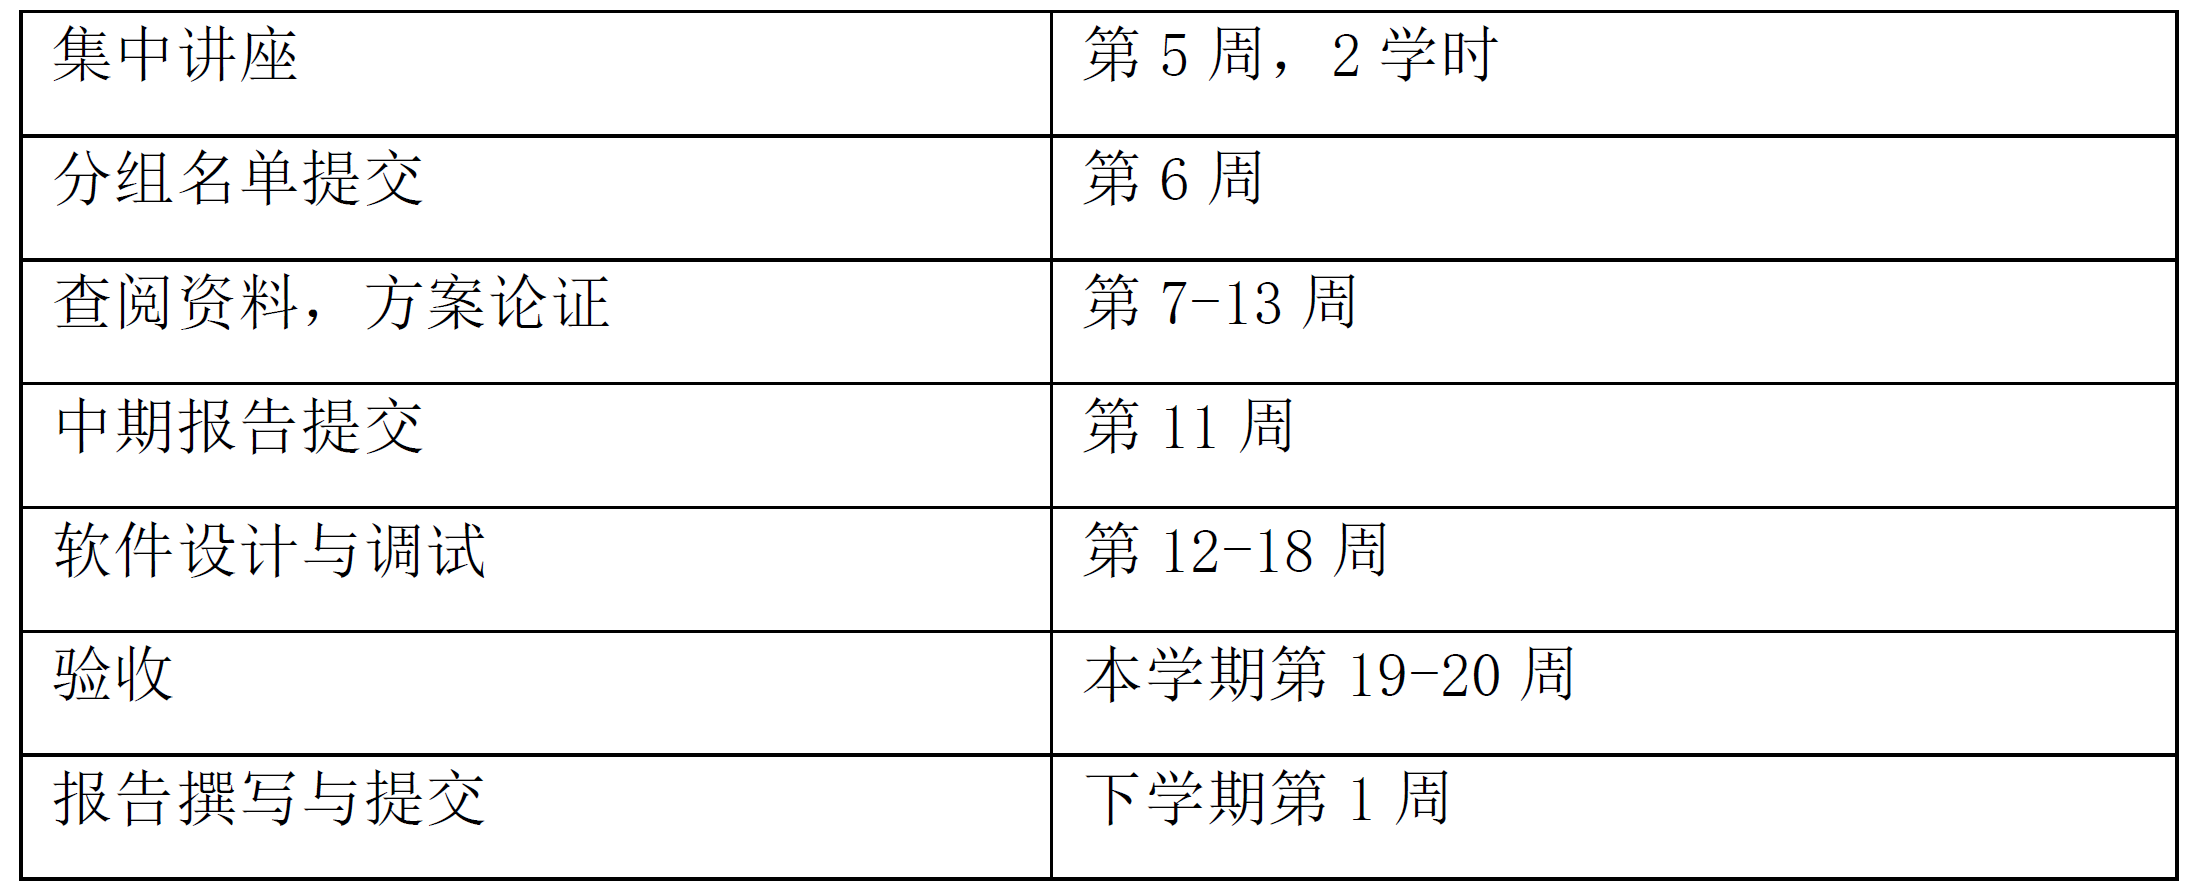 集中讲座
第 5 周，2 学时
分组名单提交
第 6 周
查阅资料，方案论证
第 7-13 周
中期报告提交
第 11 周
软件设计与调试
第 12-18 周
验收
本学期第 19-20 周
报告撰写与提交
下学期第 1 周